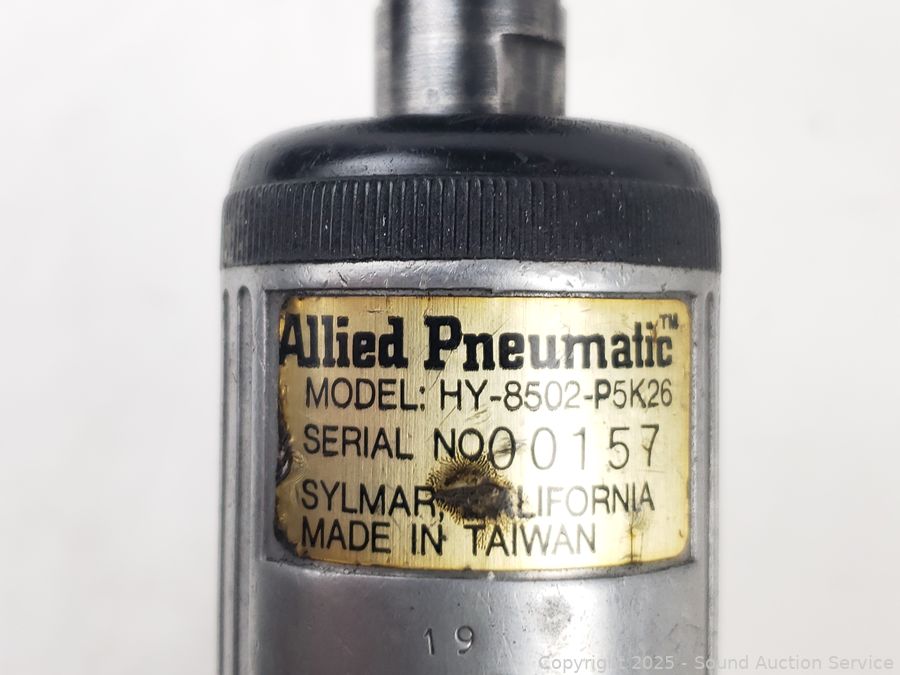 Allied Pneumatic™
MODEL: HY-8502-P5K26
SERIAL NO00157
SYLMAR, CALIFORNIA
MADE IN TAIWAN
19
Copyright 2025 - Sound Auction Service